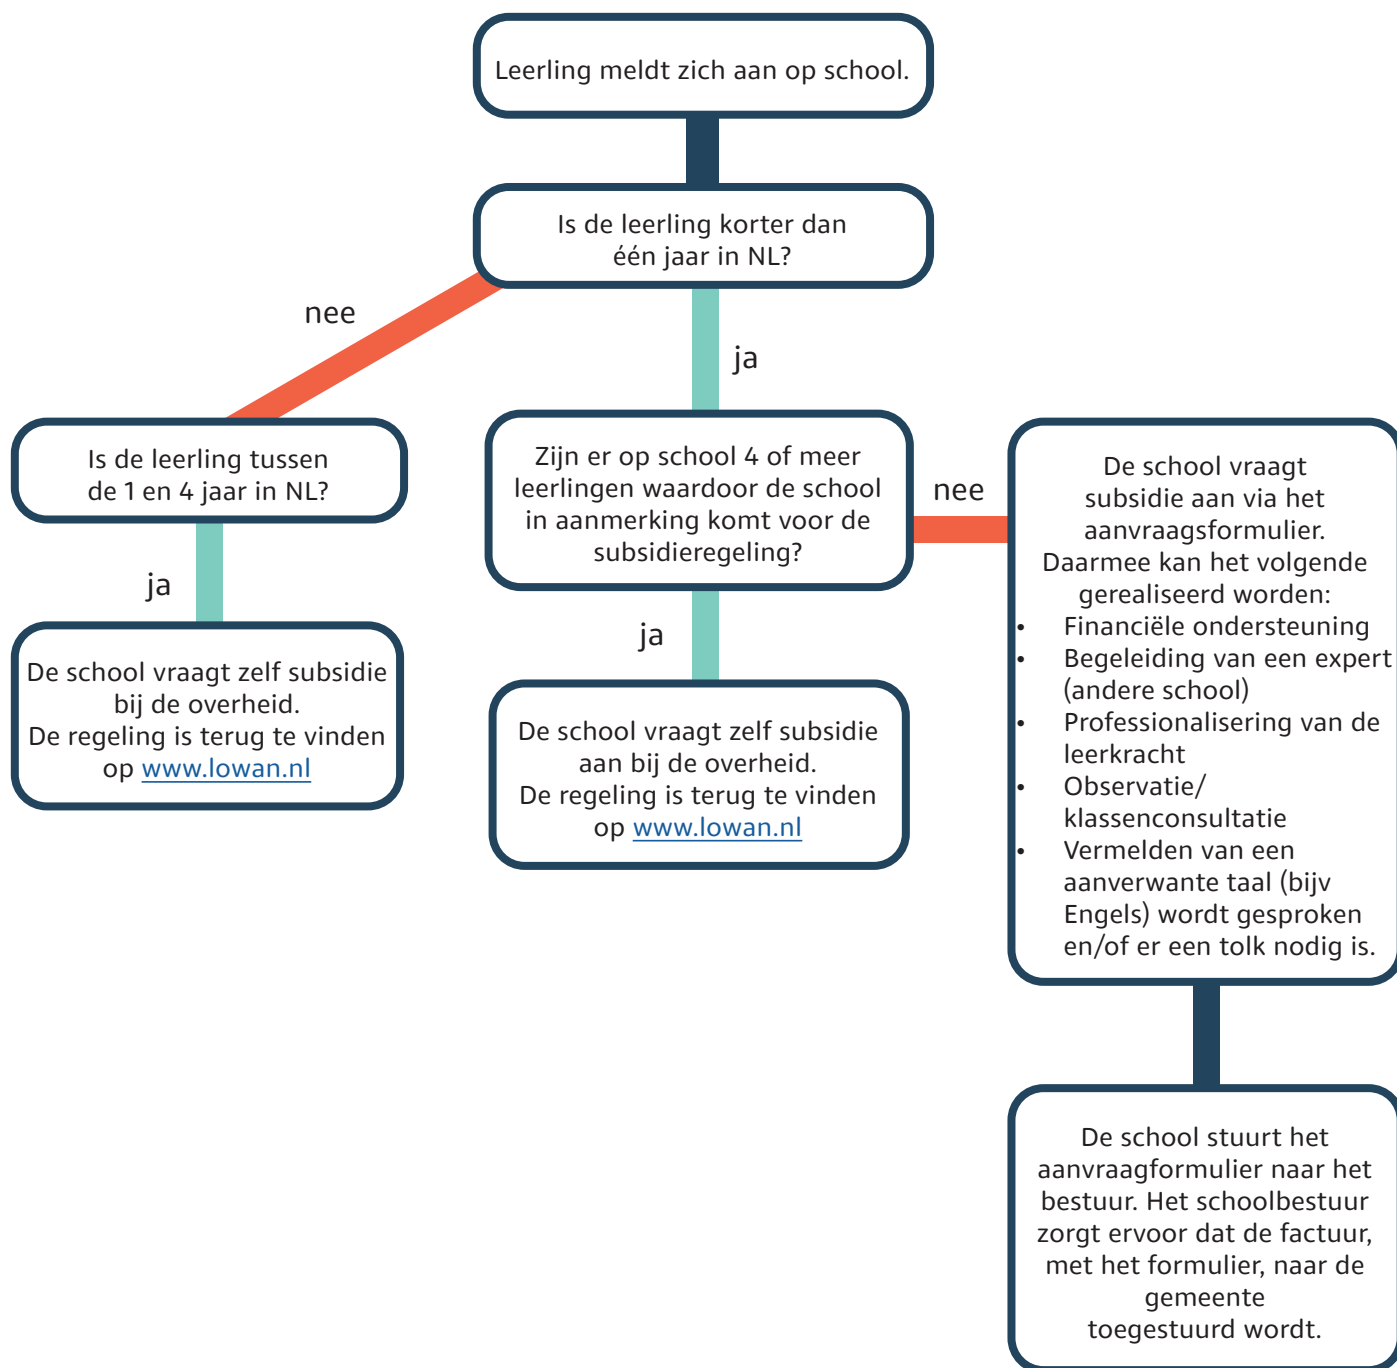 Leerling meldt zich aan op school.
Is de leerling korter dan
één jaar in NL?
nee
ja
Is de leerling tussen
de 1 en 4 jaar in NL?
ja
De school vraagt zelf subsidie
bij de overheid.
De regeling is terug te vinden
op www.lowan.nl
Zijn er op school 4 of meer
leerlingen waardoor de school
in aanmerking komt voor de
subsidieregeling?
nee
ja
De school vraagt zelf subsidie
aan bij de overheid.
De regeling is terug te vinden
op www.lowan.nl
De school vraagt
subsidie aan via het
aanvraagsformulier.
Daarmee kan het volgende
gerealiseerd worden:
• Financiële ondersteuning
• Begeleiding van een expert
(andere school)
• Professionalisering van de
leerkracht
• Observatie/
klassenconsultatie
• Vermelden van een
aanverwante taal (bijv
Engels) wordt gesproken
en/of er een tolk nodig is.
De school stuurt het
aanvraagformulier naar het
bestuur. Het schoolbestuur
zorgt ervoor dat de factuur,
met het formulier, naar de
gemeente
toegestuurd wordt.